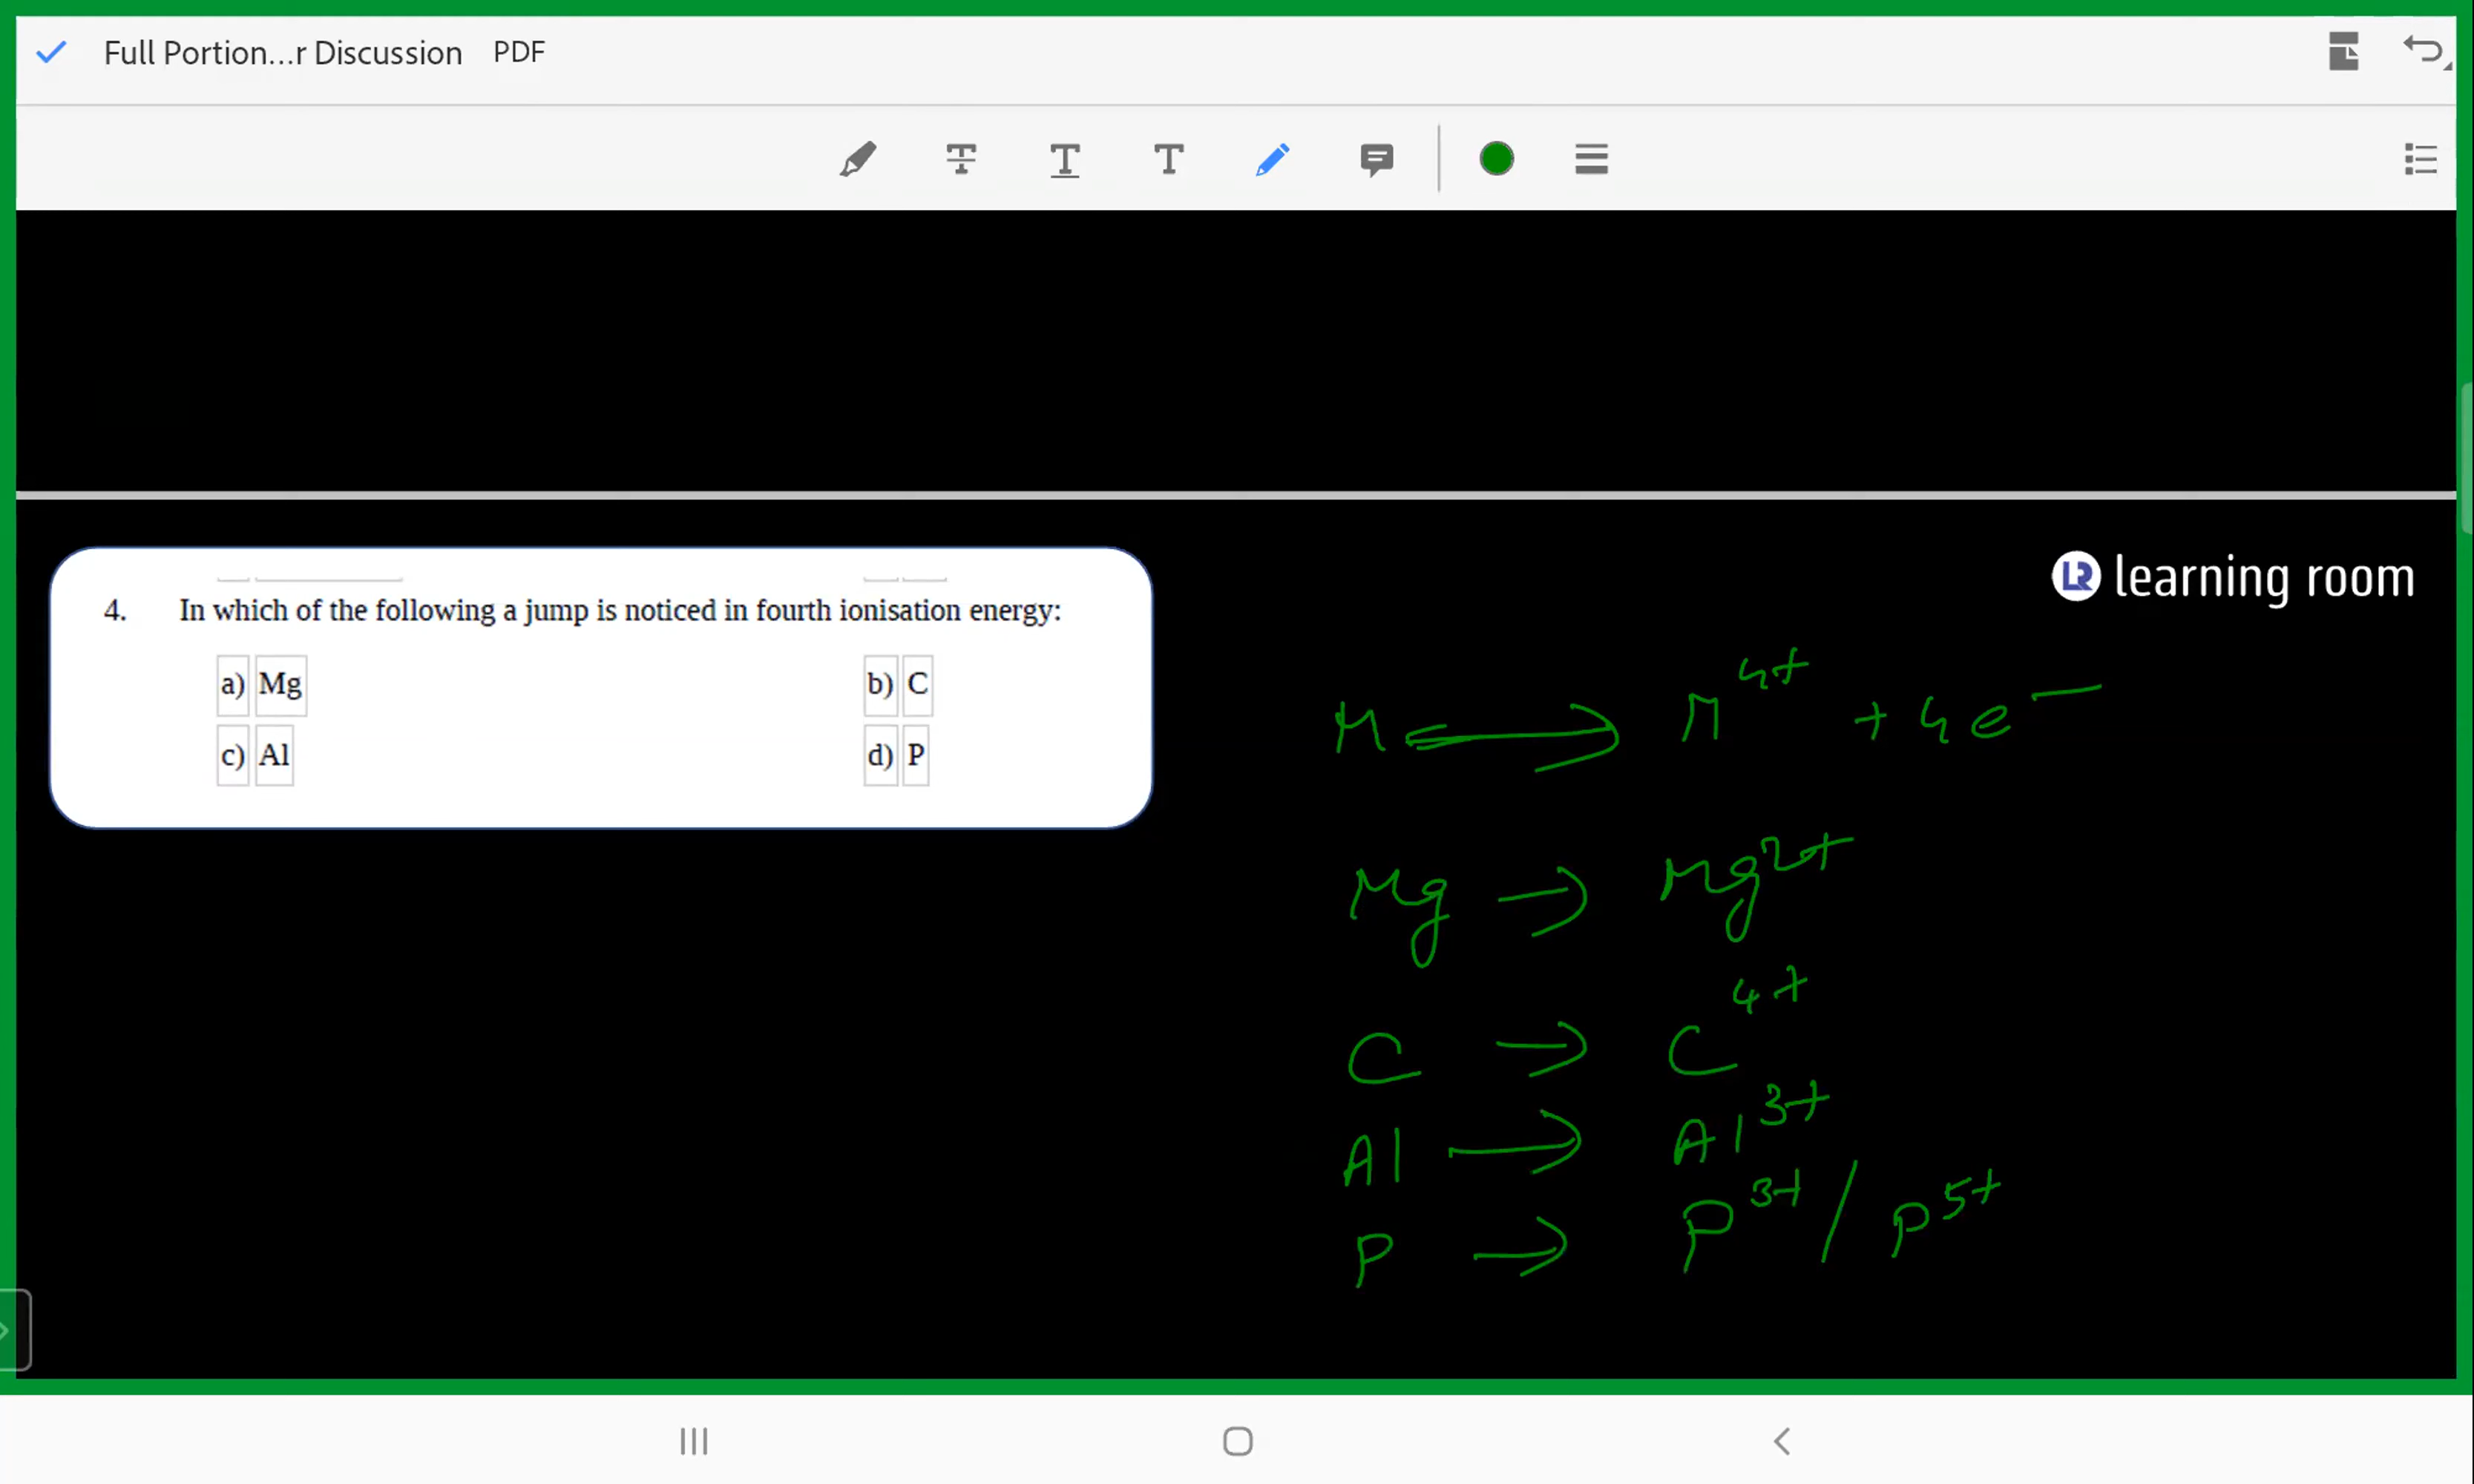 Full Portion...r Discussion PDF
learning room
4. In which of the following a jump is noticed in fourth ionisation energy:
a) Mg b) C
c) Al d) P
M ⟶ M⁴⁺ + 4e⁻
Mg → Mg²⁺
C → C⁴⁺
Al → Al³⁺
P → P³⁺ / P⁵⁺